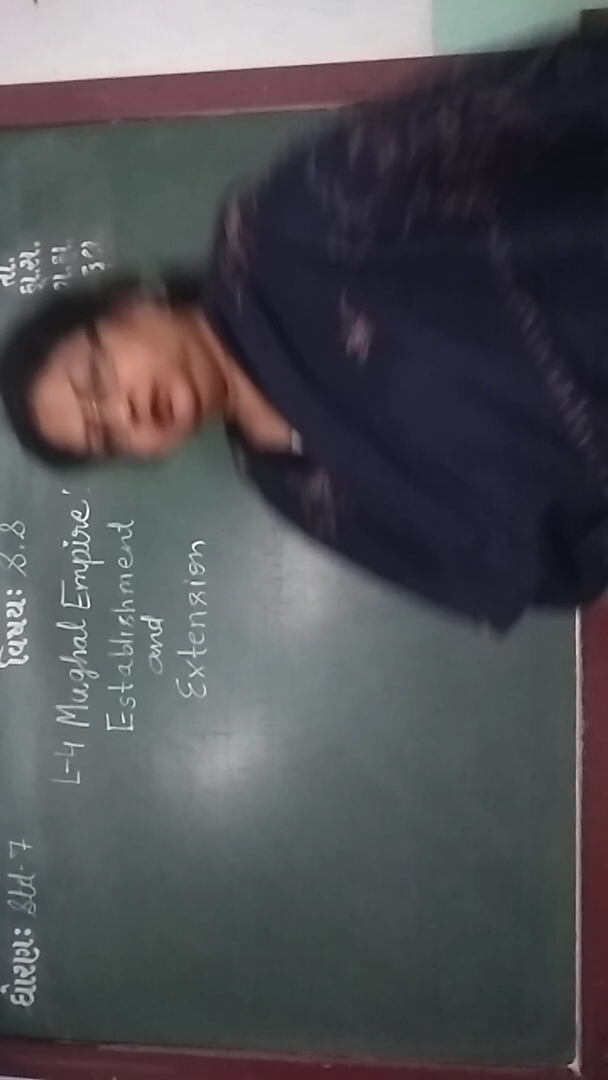 ધોરણ: Std-7
વિષય: S.S
L-4 Mughal Empire:
Establishment
and
Extension
તા.
કુ.સં.
ગે.હા.
હા.